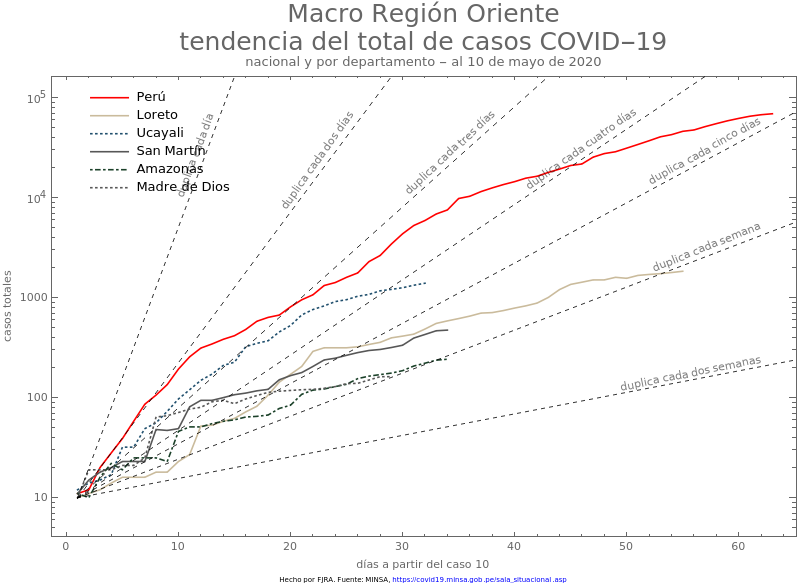 Macro Región Oriente
tendencia del total de casos COVID−19
nacional y por departamento − al 10 de mayo de 2020
Perú
Loreto
Ucayali
San Martín
Amazonas
Madre de Dios
duplica cada día
duplica cada dos días
duplica cada tres días
duplica cada cuatro días
duplica cada cinco días
duplica cada semana
duplica cada dos semanas
casos totales
10^5
10^4
1000
100
10
0 10 20 30 40 50 60
días a partir del caso 10
Hecho por FJRA. Fuente: MINSA, https://covid19.minsa.gob.pe/sala_situacional.asp